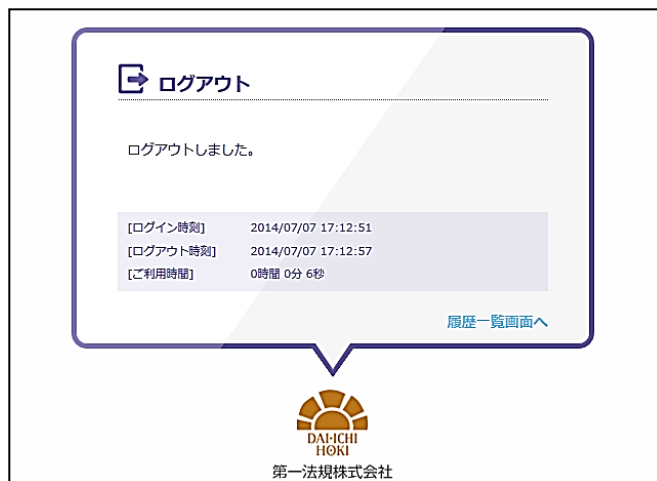 ログアウト
ログアウトしました。
[ログイン時刻] 2014/07/07 17:12:51
[ログアウト時刻] 2014/07/07 17:12:57
[ご利用時間] 0時間 0分 6秒
履歴一覧画面へ
DAI-ICHI
HOKI
第一法規株式会社